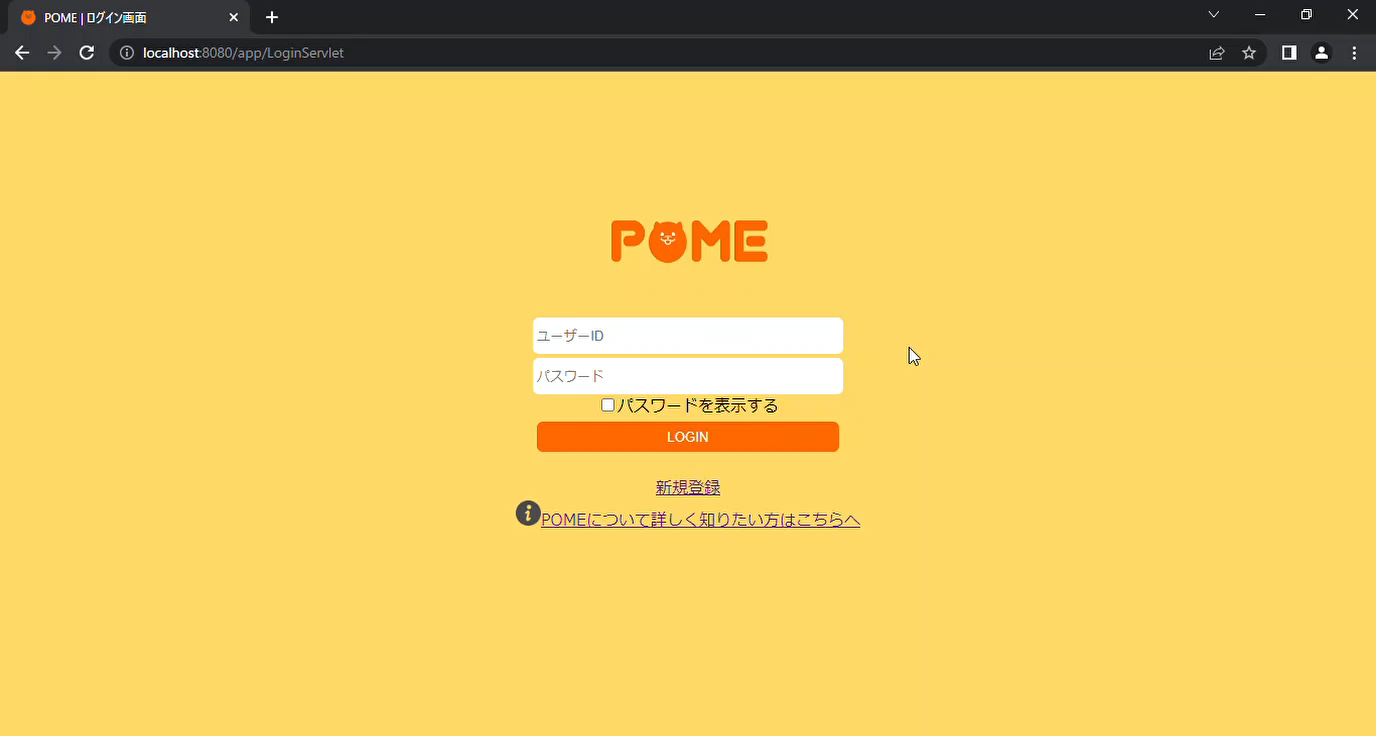 POME | ログイン画面
localhost:8080/app/LoginServlet
POME
ユーザーID
パスワード
パスワードを表示する
LOGIN
新規登録
POMEについて詳しく知りたい方はこちらへ